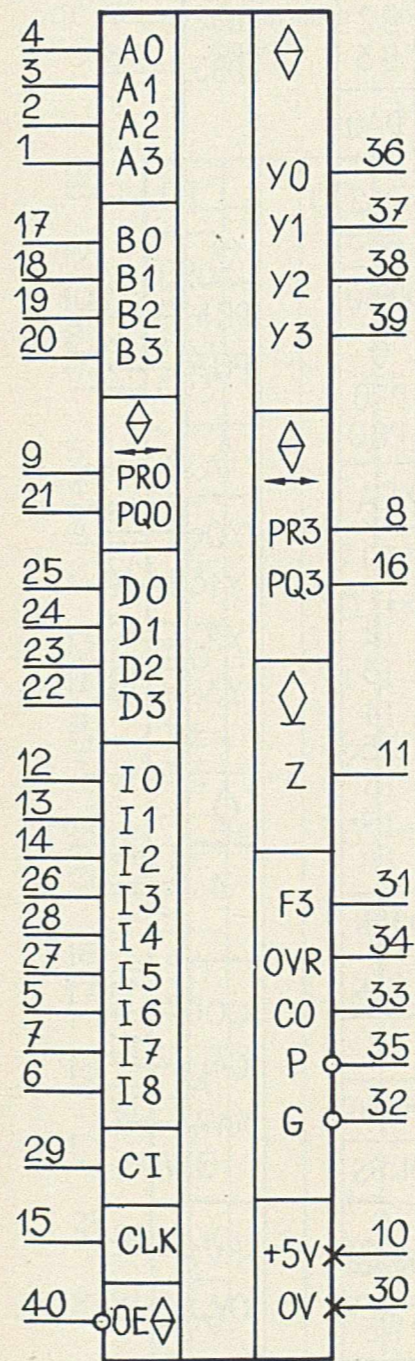 4 A0
3 A1
2 A2
1 A3
17 B0
18 B1
19 B2
20 B3
9 PR0
21 PQ0
25 D0
24 D1
23 D2
22 D3
12 I0
13 I1
14 I2
26 I3
28 I4
27 I5
5 I6
7 I7
6 I8
29 CI
15 CLK
40 OE
Y0 36
Y1 37
Y2 38
Y3 39
PR3 8
PQ3 16
Z 11
F3 31
OVR 34
CO 33
P 35
G 32
+5V 10
0V 30